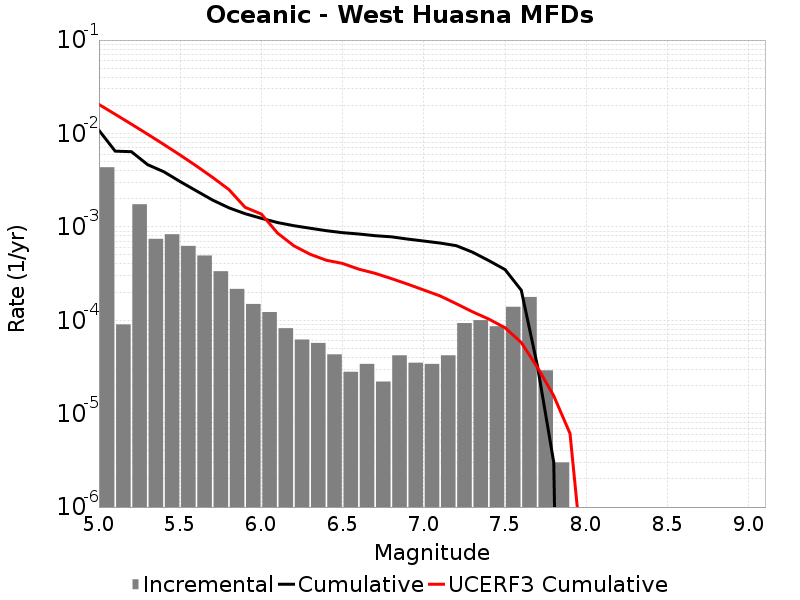 Oceanic - West Huasna MFDs
10-1
10-2
10-3
10-4
10-5
10-6
Rate (1/yr)
5.0 5.5 6.0 6.5 7.0 7.5 8.0 8.5 9.0
Magnitude
Incremental Cumulative UCERF3 Cumulative